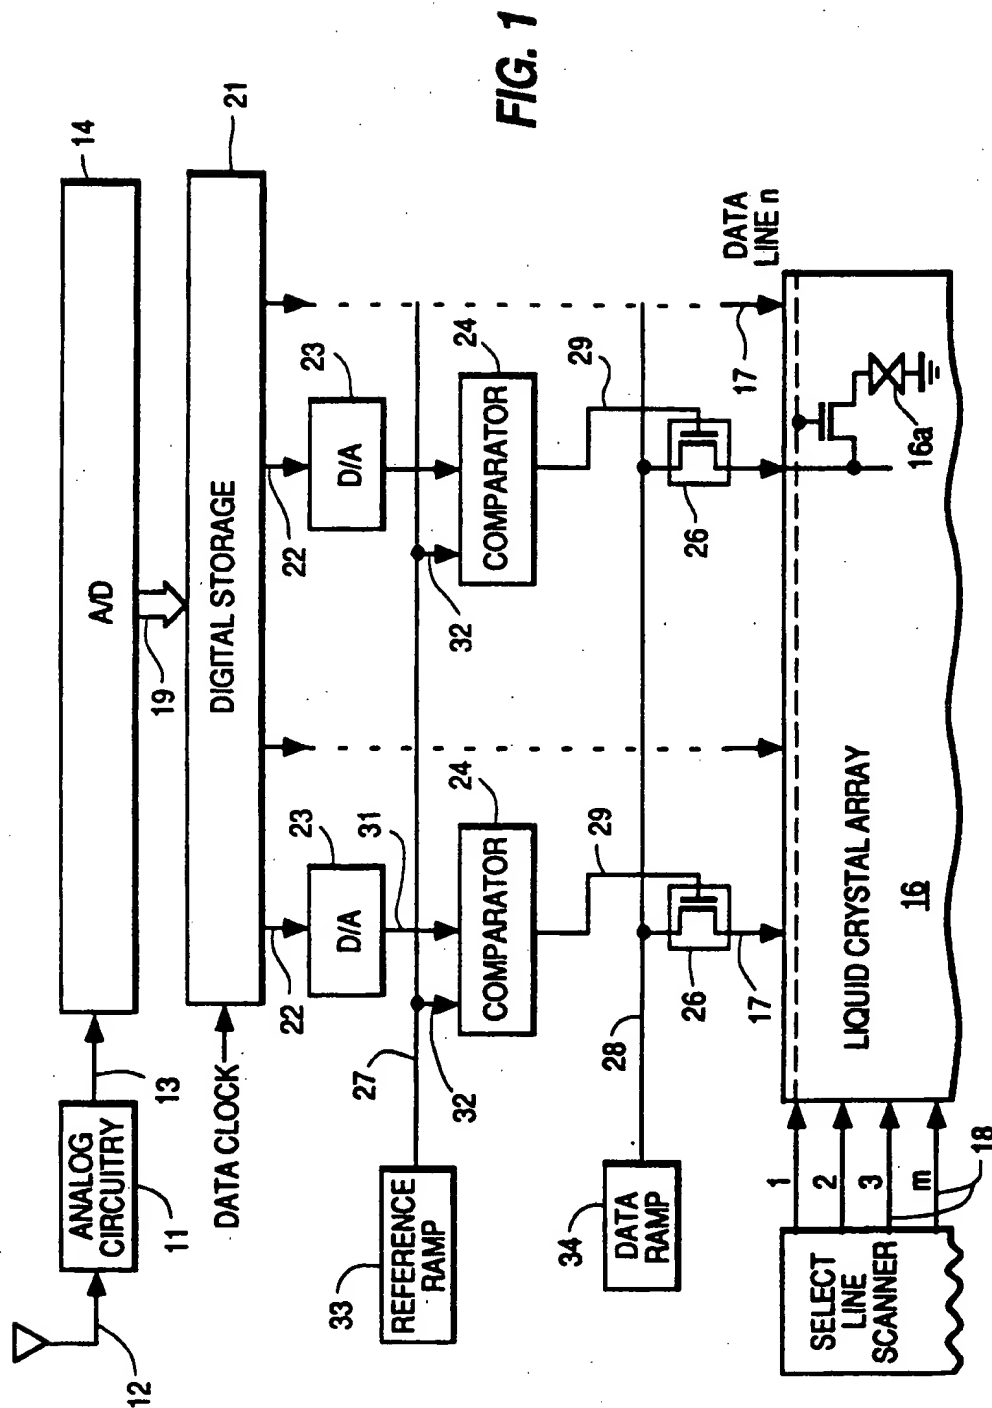 FIG. 1
14
A/D
21
19
DIGITAL STORAGE
13
ANALOG
CIRCUITRY
11
12
DATA CLOCK
22
23
D/A
31
22
23
D/A
27
32
24
COMPARATOR
32
24
COMPARATOR
33
REFERENCE
RAMP
29
29
28
26
26
34
DATA
RAMP
17
17
DATA
LINE n
16a
LIQUID CRYSTAL ARRAY
16
1
2
3
m
18
SELECT
LINE
SCANNER